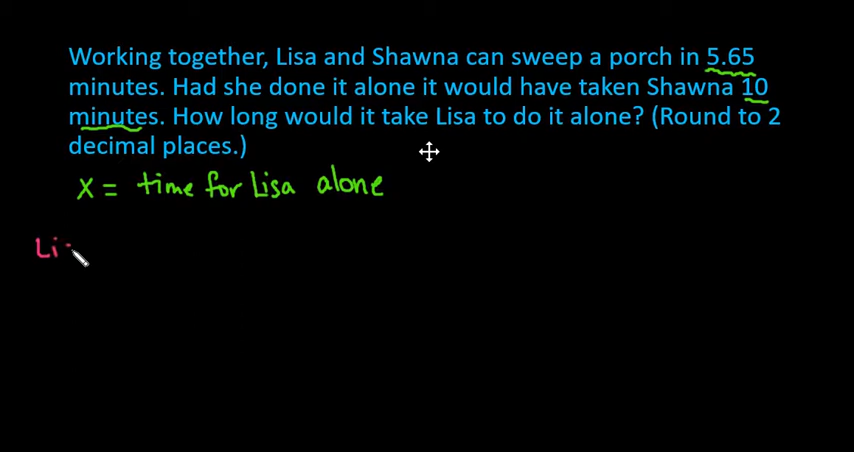 Working together, Lisa and Shawna can sweep a porch in 5.65
minutes. Had she done it alone it would have taken Shawna 10
minutes. How long would it take Lisa to do it alone? (Round to 2
decimal places.)
x = time for Lisa alone
Li